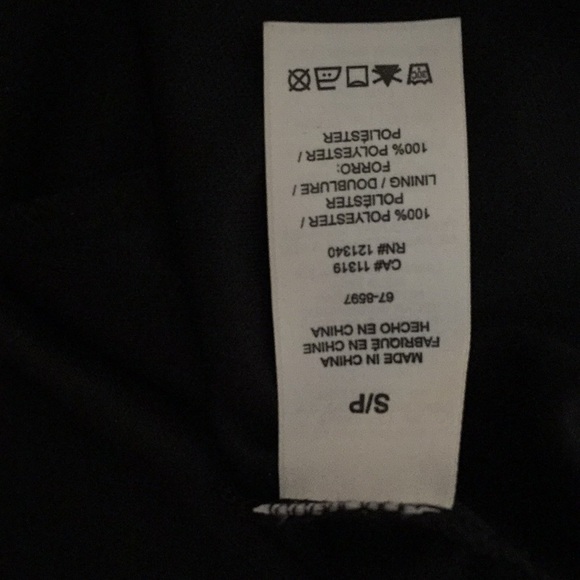 S/P
MADE IN CHINA
FABRIQUÉ EN CHINE
HECHO EN CHINA
67-8597
CA# 11319
RN# 121340
100% POLYESTER /
POLIÉSTER
LINING / DOUBLURE /
FORRO:
100% POLYESTER /
POLIÉSTER
30C